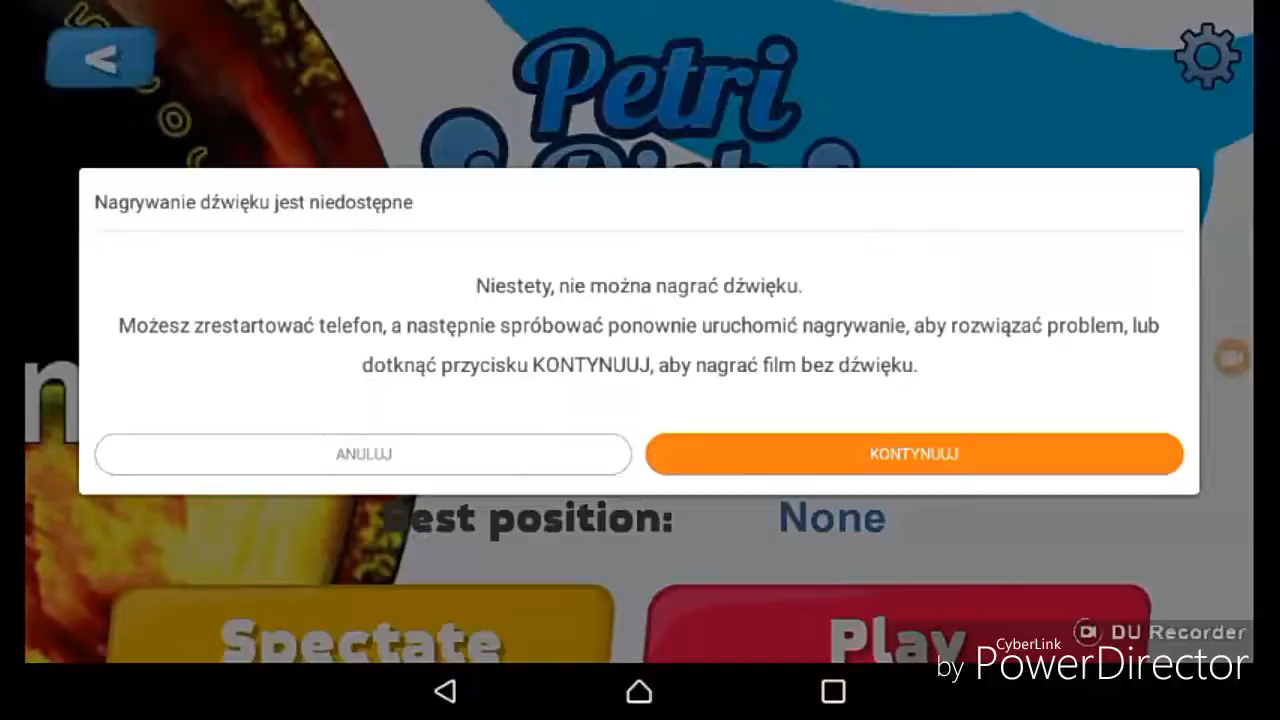 <
Petri
Nagrywanie dźwięku jest niedostępne
Niestety, nie można nagrać dźwięku.
Możesz zrestartować telefon, a następnie spróbować ponownie uruchomić nagrywanie, aby rozwiązać problem, lub
dotknąć przycisku KONTYNUUJ, aby nagrać film bez dźwięku.
ANULUJ KONTYNUUJ
est position: None
Spectate Play
DU Recorder
CyberLink
by PowerDirector